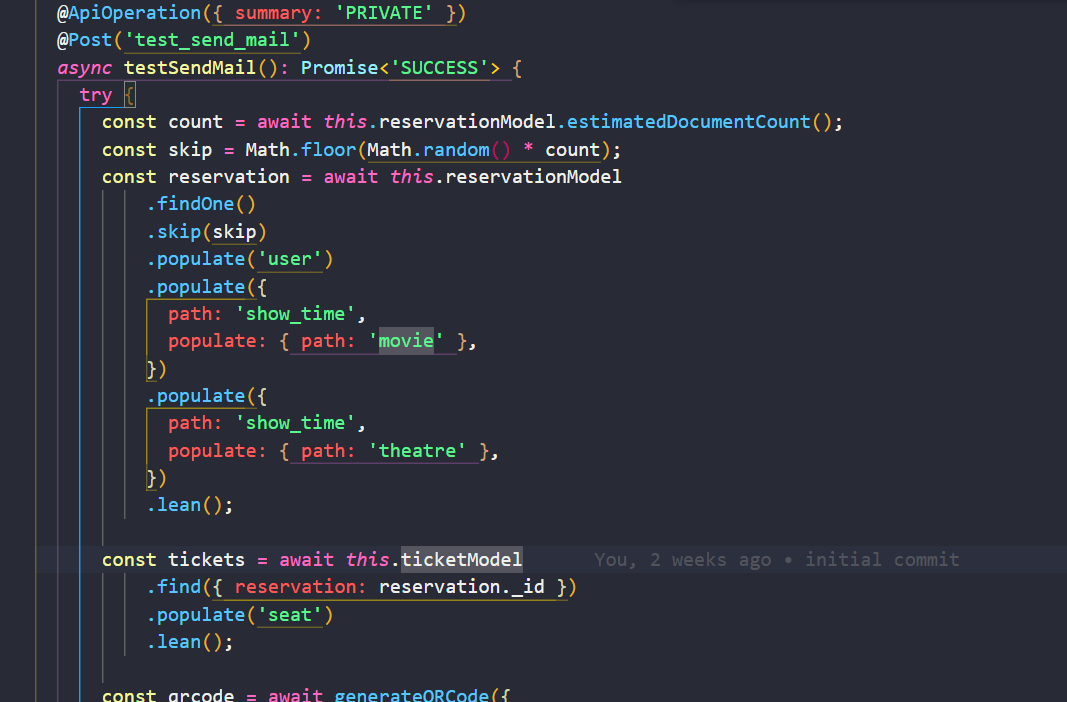 @ApiOperation({ summary: 'PRIVATE' })
@Post('test_send_mail')
async testSendMail(): Promise<'SUCCESS'> {
try {
const count = await this.reservationModel.estimatedDocumentCount();
const skip = Math.floor(Math.random() * count);
const reservation = await this.reservationModel
.findOne()
.skip(skip)
.populate('user')
.populate({
path: 'show_time',
populate: { path: 'movie' },
})
.populate({
path: 'show_time',
populate: { path: 'theatre' },
})
.lean();
const tickets = await this.ticketModel You, 2 weeks ago • initial commit
.find({ reservation: reservation._id })
.populate('seat')
.lean();
const qrcode = await generateQRCode({